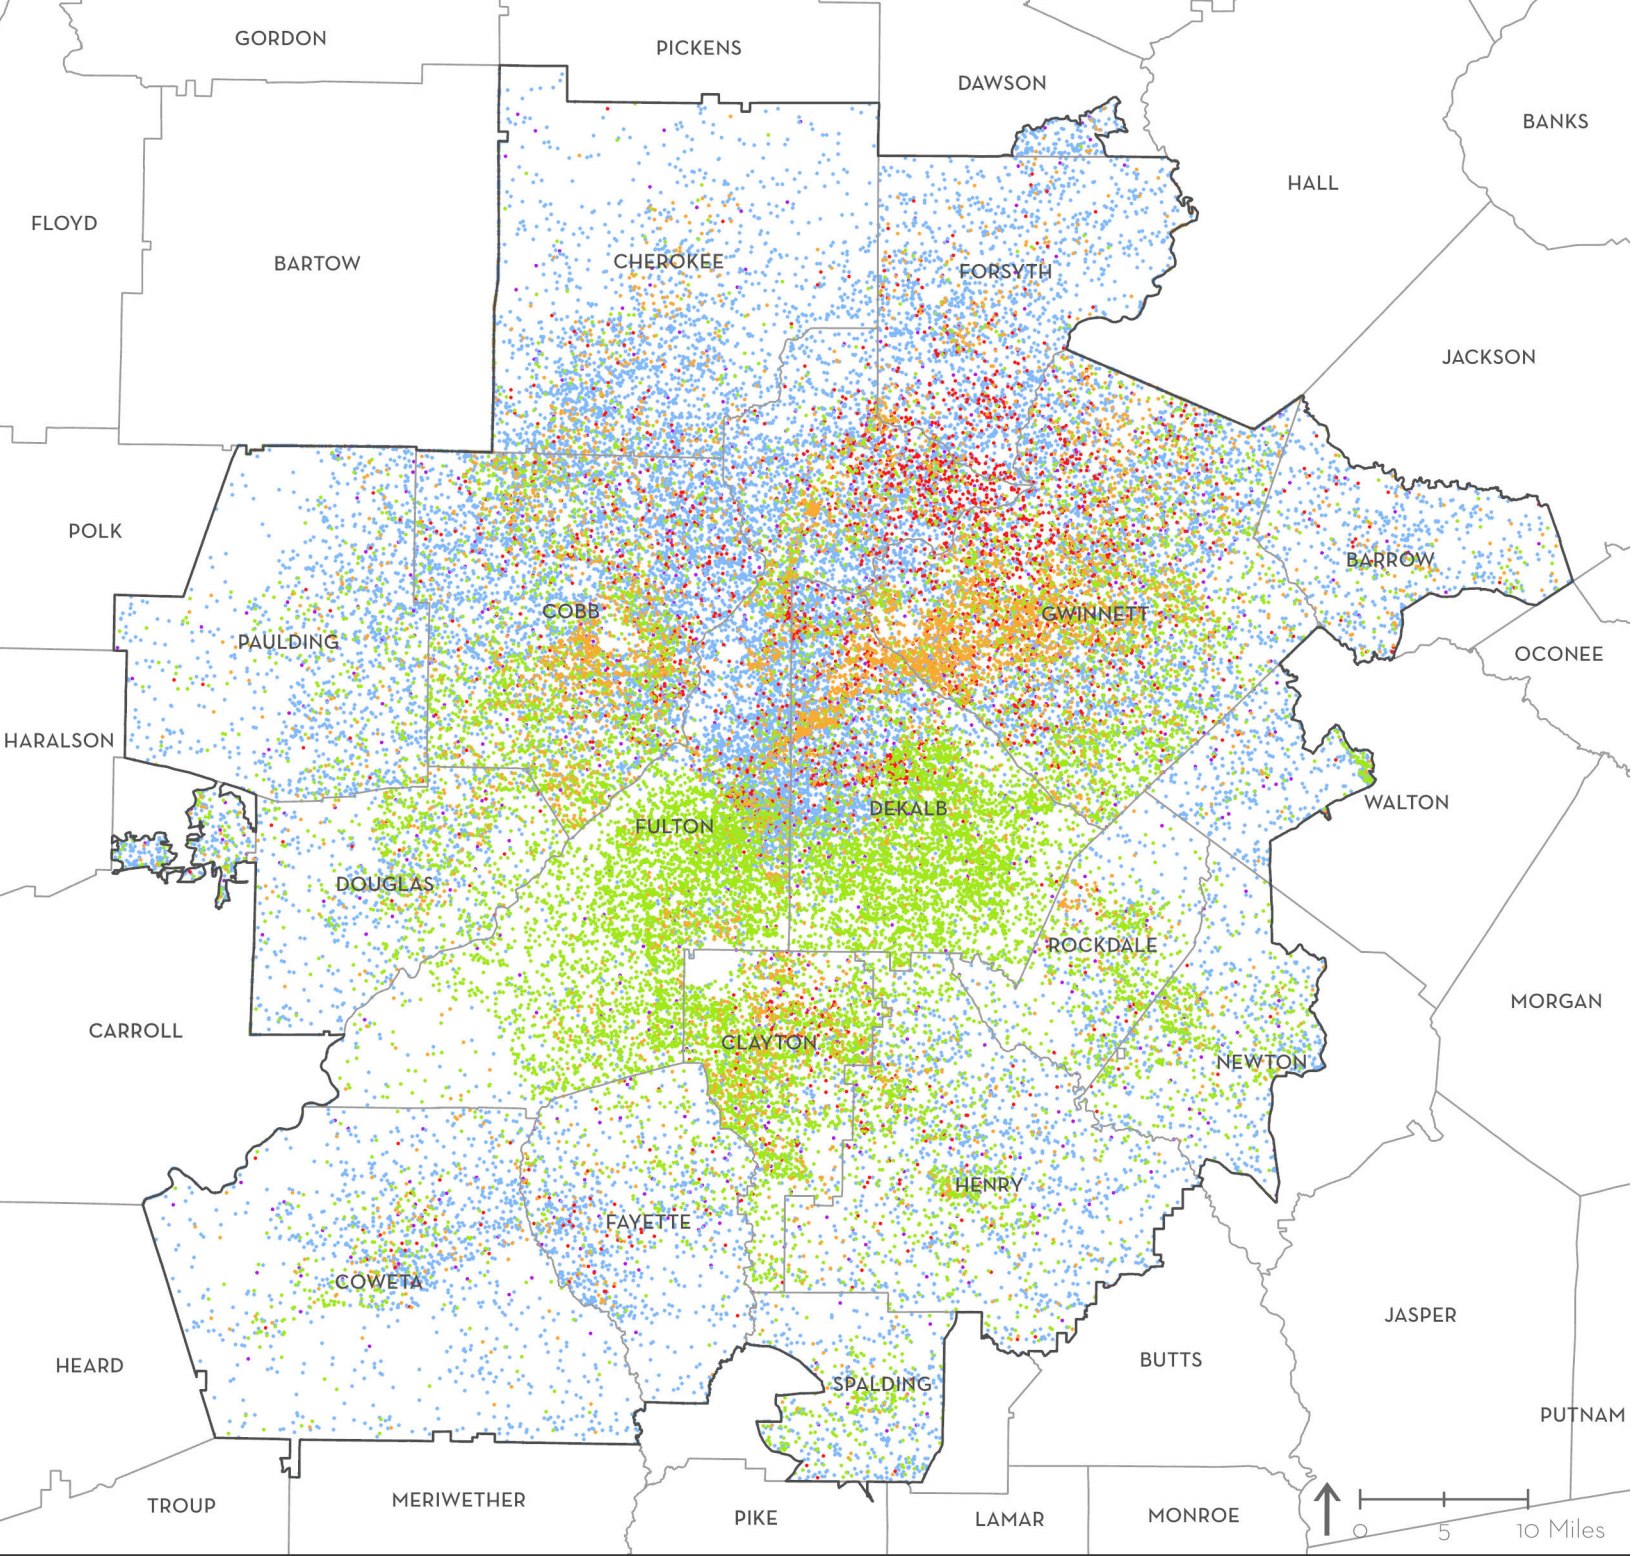 GORDON
PICKENS
DAWSON
BANKS
HALL
FLOYD
BARTOW
CHEROKEE
FORSYTH
JACKSON
POLK
BARROW
COBB
GWINNETT
PAULDING
OCONEE
HARALSON
WALTON
DEKALB
FULTON
DOUGLAS
ROCKDALE
MORGAN
CARROLL
CLAYTON
NEWTON
HENRY
FAYETTE
COWETA
JASPER
HEARD
BUTTS
SPALDING
PUTNAM
TROUP
MERIWETHER
PIKE
LAMAR
MONROE
0 5 10 Miles